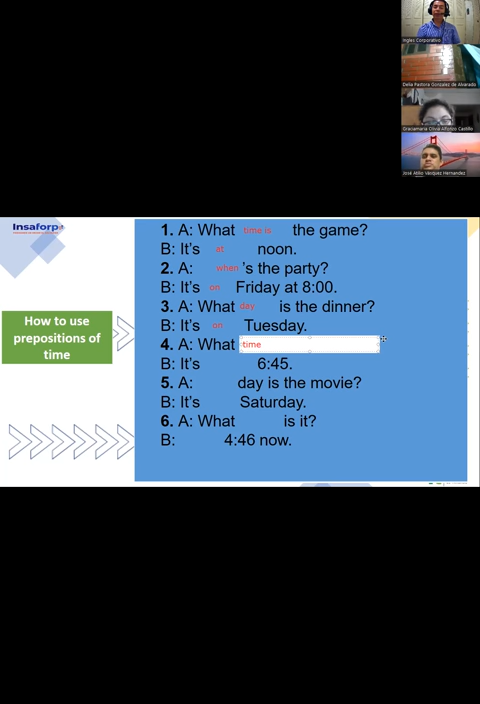 Ingles Corporativo
Delia Pastora Gonzalez de Alvarado
Graciamaria Olivia Alfonso Castillo
José Atilio Vásquez Hernandez
Insaforp
1. A: What time is the game?
B: It's at noon.
2. A: when 's the party?
B: It's on Friday at 8:00.
3. A: What day is the dinner?
B: It's on Tuesday.
4. A: What time
B: It's 6:45.
5. A: day is the movie?
B: It's Saturday.
6. A: What is it?
B: 4:46 now.
How to use
prepositions of
time